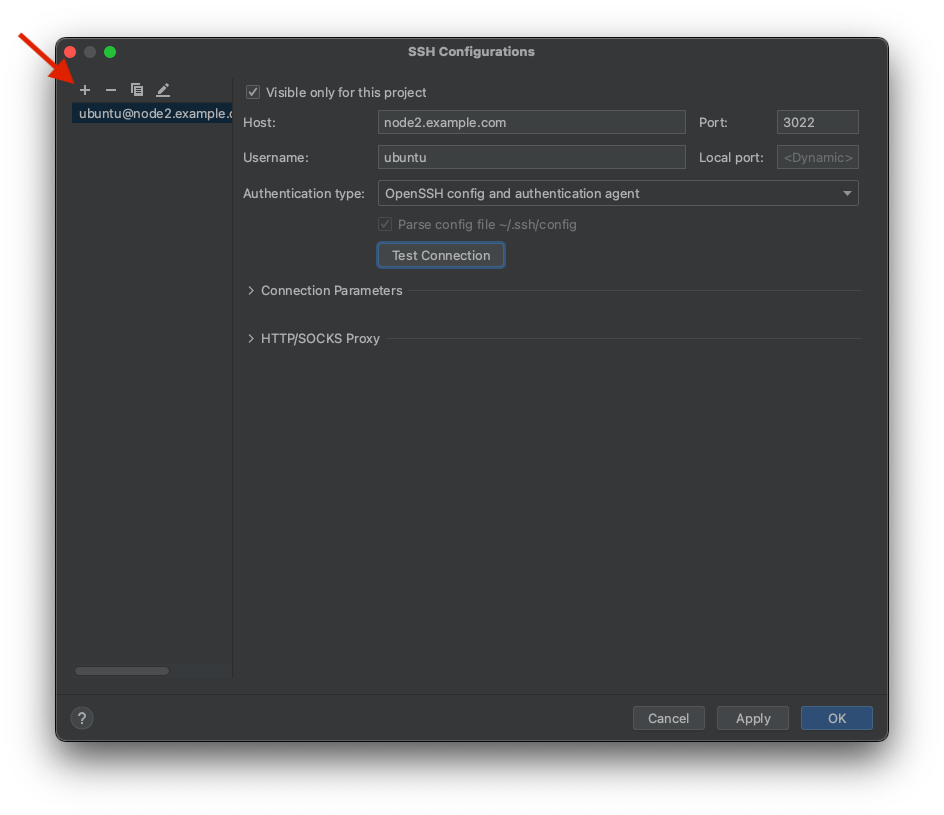 SSH Configurations
ubuntu@node2.example.c
Visible only for this project
Host: node2.example.com Port: 3022
Username: ubuntu Local port: <Dynamic>
Authentication type: OpenSSH config and authentication agent
Parse config file ~/.ssh/config
Test Connection
Connection Parameters
HTTP/SOCKS Proxy
? Cancel Apply OK